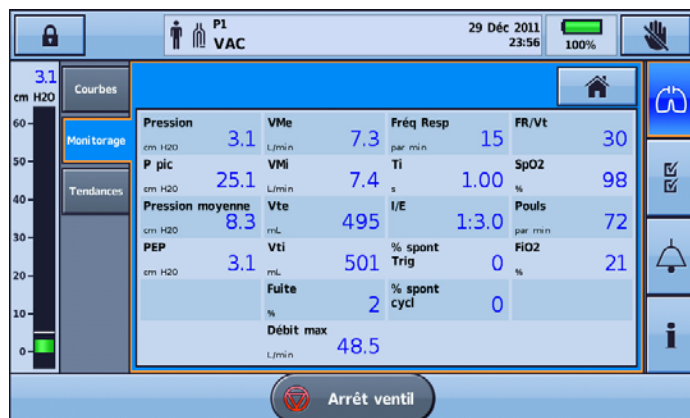 P1
VAC
29 Déc 2011
23:56
100%
3.1
cm H2O
60
50
40
30
20
10
0
Courbes
Monitorage
Tendances
Pression cm H2O 3.1
VMe L/min 7.3
Fréq Resp par min 15
FR/Vt 30
P pic cm H2O 25.1
VMi L/min 7.4
Ti s 1.00
SpO2 % 98
Pression moyenne cm H2O 8.3
Vte mL 495
I/E 1:3.0
Pouls par min 72
PEP cm H2O 3.1
Vti mL 501
% spont Trig 0
FiO2 % 21
Fuite % 2
% spont cycl 0
Débit max L/min 48.5
Arrêt ventil